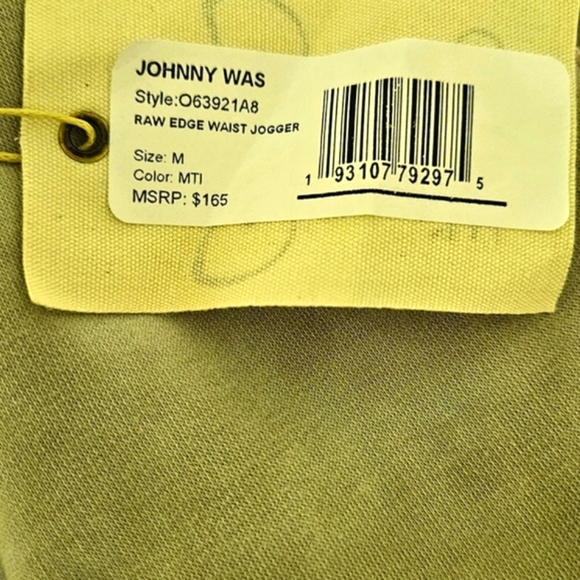 JOHNNY WAS
Style:O63921A8
RAW EDGE WAIST JOGGER
Size: M
Color: MTI
MSRP: $165
1 93107 79297 5